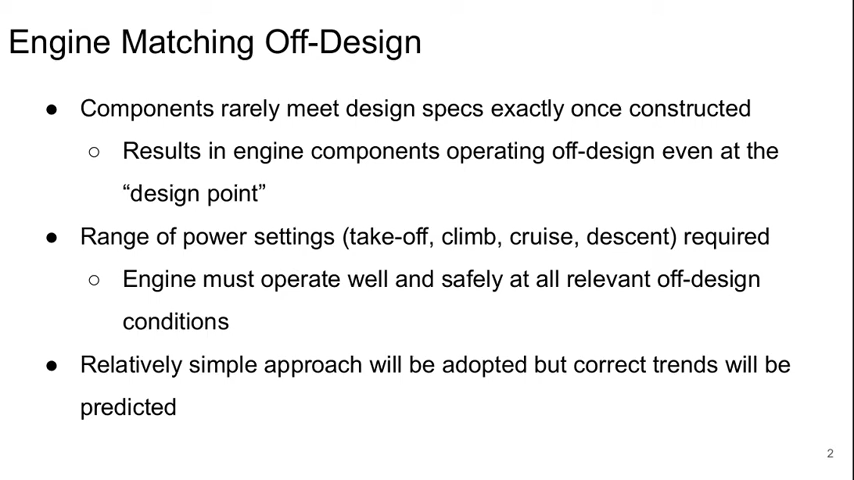 Engine Matching Off-Design
● Components rarely meet design specs exactly once constructed
○ Results in engine components operating off-design even at the
“design point”
● Range of power settings (take-off, climb, cruise, descent) required
○ Engine must operate well and safely at all relevant off-design
conditions
● Relatively simple approach will be adopted but correct trends will be
predicted
2